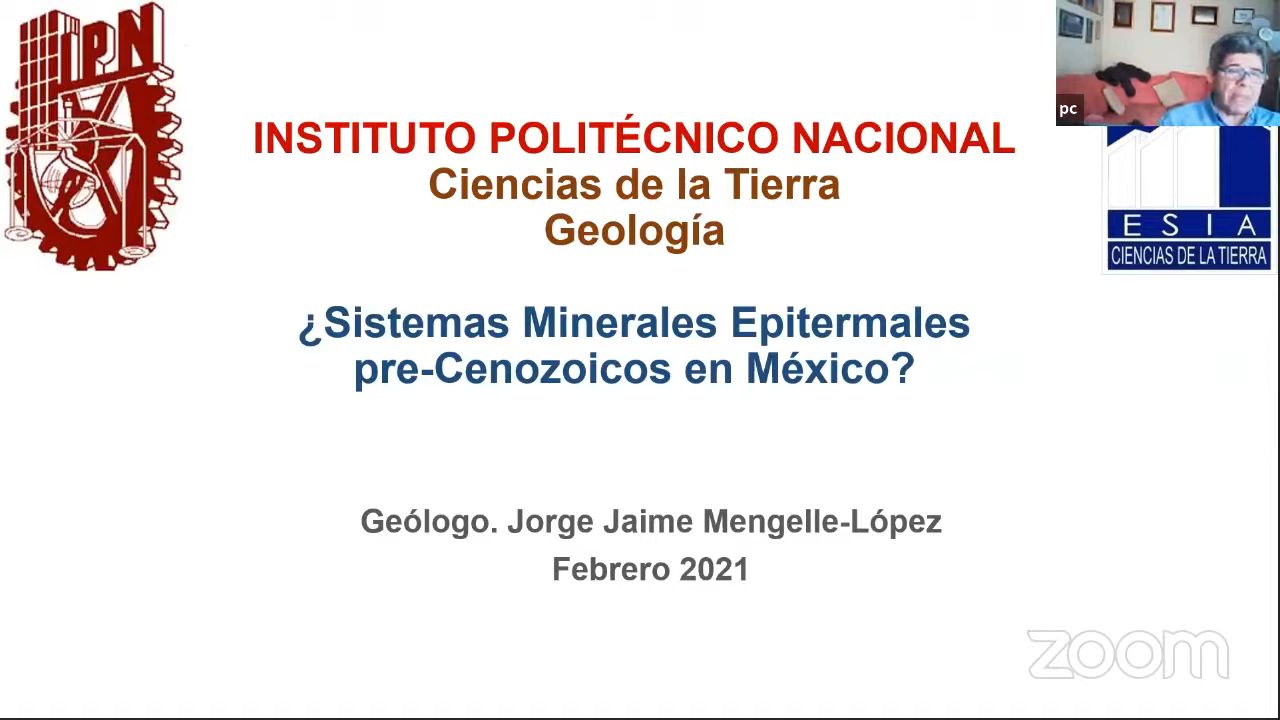 IPN
pc
INSTITUTO POLITÉCNICO NACIONAL
Ciencias de la Tierra
Geología
ESIA
CIENCIAS DE LA TIERRA
¿Sistemas Minerales Epitermales
pre-Cenozoicos en México?
Geólogo. Jorge Jaime Mengelle-López
Febrero 2021
zoom